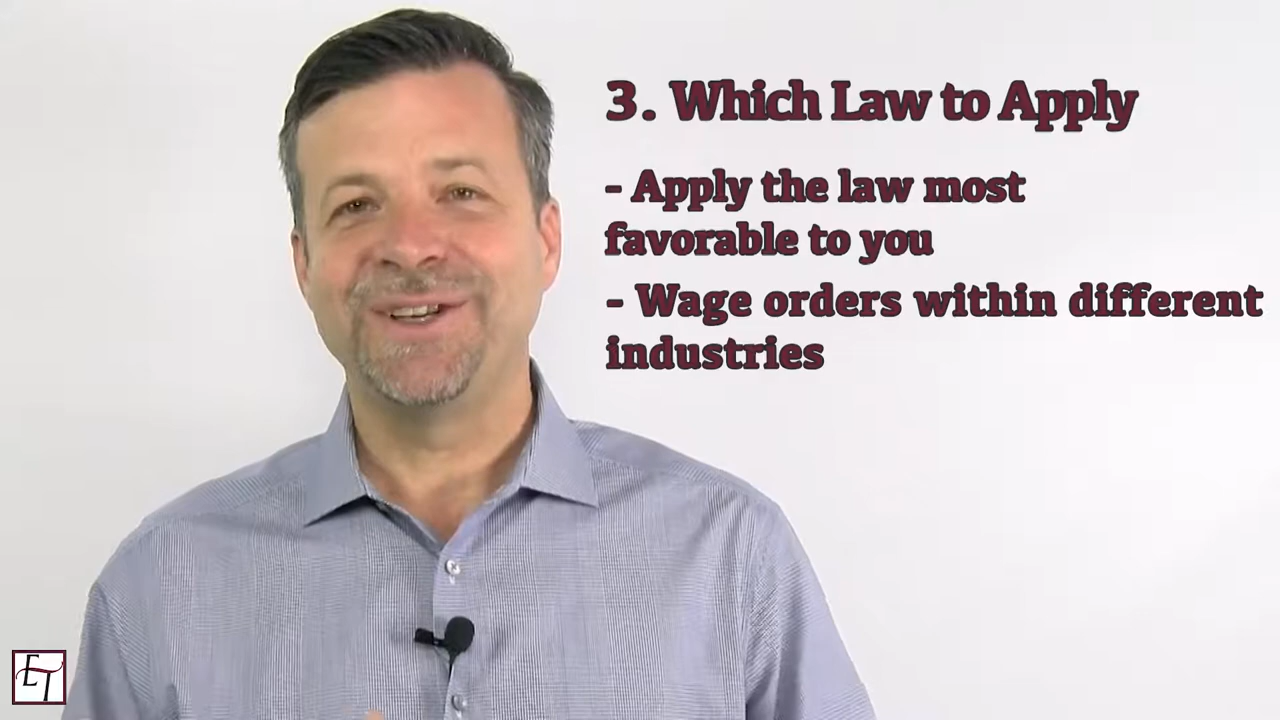 3. Which Law to Apply
- Apply the law most
favorable to you
- Wage orders within different
industries
ET